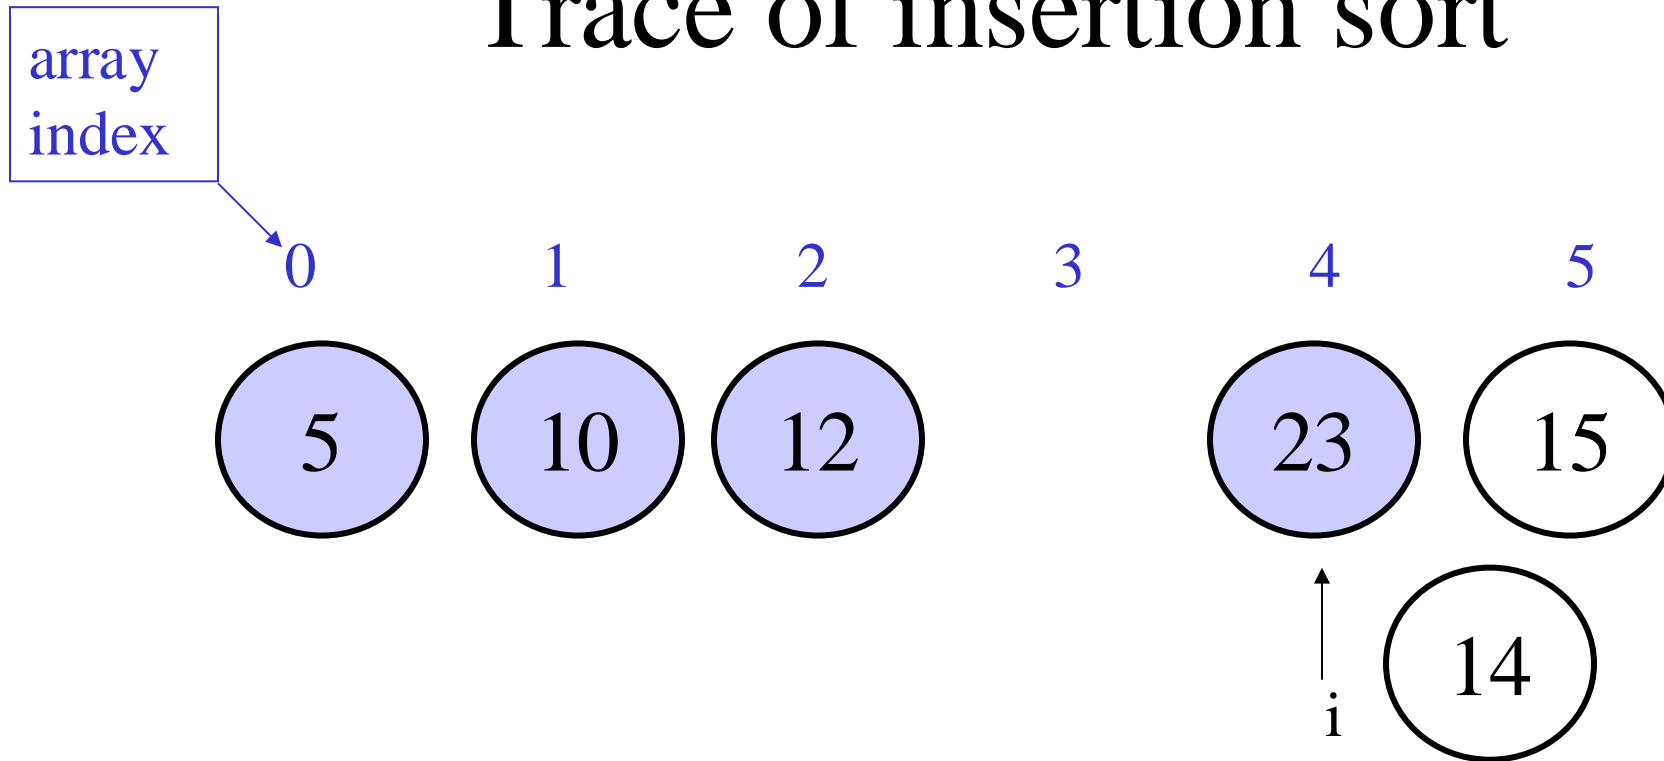 Trace of insertion sort
array
index
0 1 2 3 4 5
5 10 12 23 15
14
i